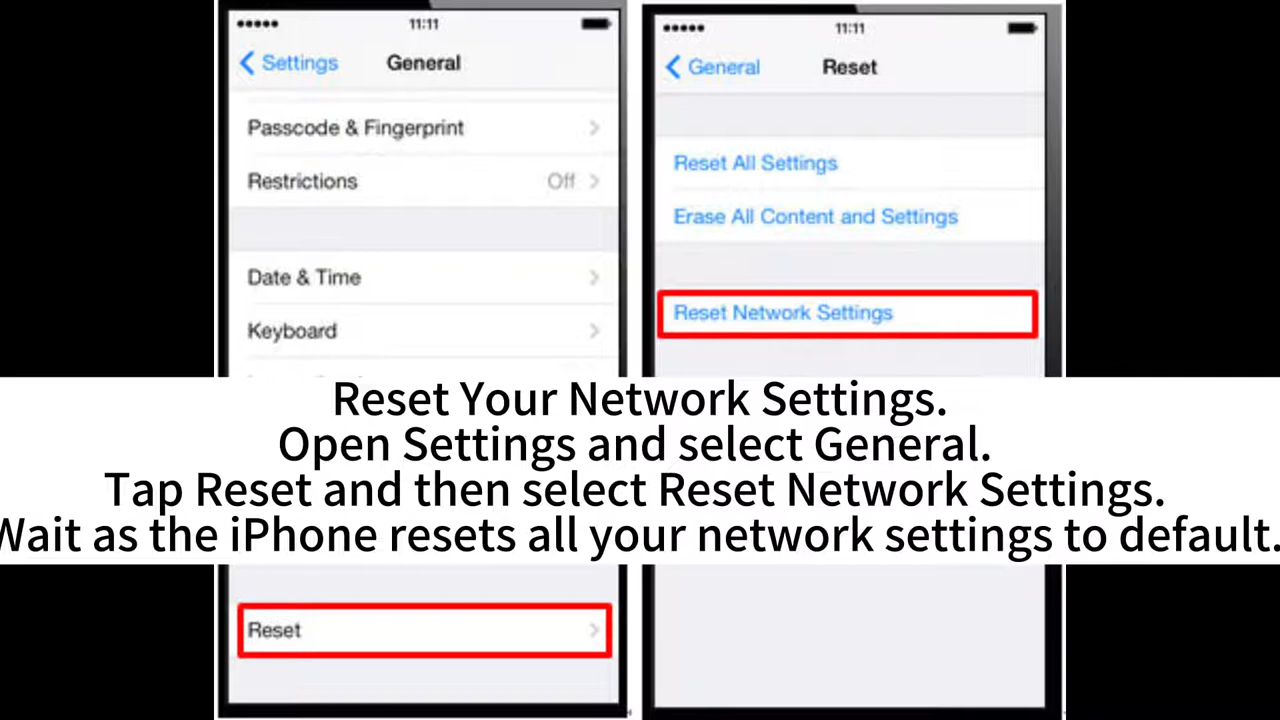 11:11
Settings
General
Passcode & Fingerprint
Restrictions Off
Date & Time
Keyboard
11:11
General
Reset
Reset All Settings
Erase All Content and Settings
Reset Network Settings
Reset Your Network Settings.
Open Settings and select General.
Tap Reset and then select Reset Network Settings.
Wait as the iPhone resets all your network settings to default.
Reset